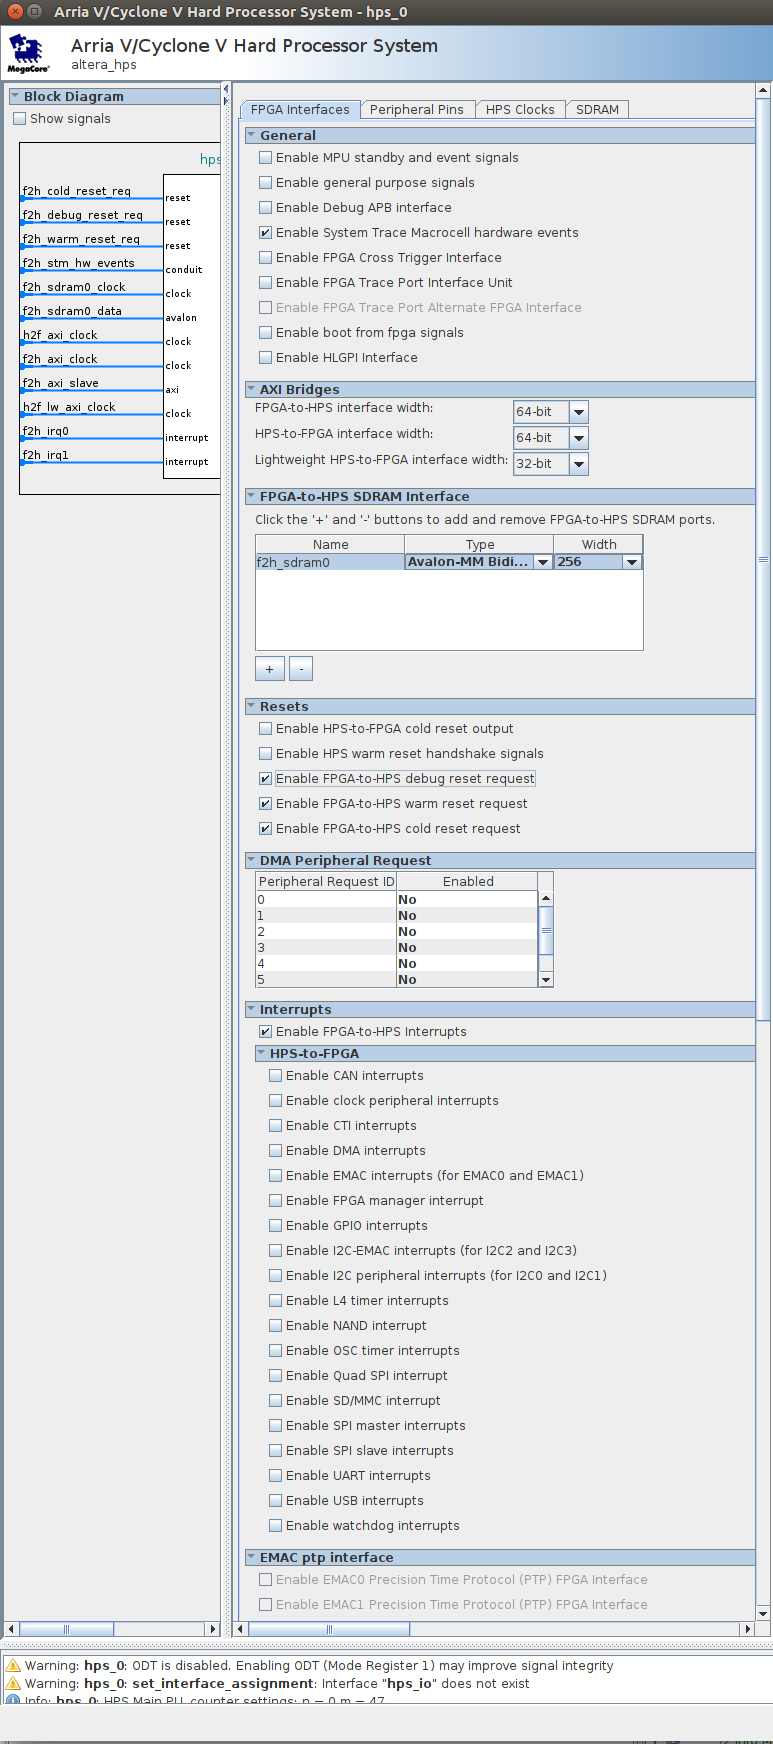 Arria V/Cyclone V Hard Processor System - hps_0
Arria V/Cyclone V Hard Processor System
altera_hps
MegaCore®
Block Diagram
Show signals
hps
f2h_cold_reset_req
reset
f2h_debug_reset_req
reset
f2h_warm_reset_req
reset
f2h_stm_hw_events
conduit
f2h_sdram0_clock
clock
f2h_sdram0_data
avalon
h2f_axi_clock
clock
f2h_axi_clock
clock
f2h_axi_slave
axi
h2f_lw_axi_clock
clock
f2h_irq0
interrupt
f2h_irq1
interrupt
FPGA Interfaces Peripheral Pins HPS Clocks SDRAM
General
Enable MPU standby and event signals
Enable general purpose signals
Enable Debug APB interface
Enable System Trace Macrocell hardware events
Enable FPGA Cross Trigger Interface
Enable FPGA Trace Port Interface Unit
Enable FPGA Trace Port Alternate FPGA Interface
Enable boot from fpga signals
Enable HLGPI Interface
AXI Bridges
FPGA-to-HPS interface width: 64-bit
HPS-to-FPGA interface width: 64-bit
Lightweight HPS-to-FPGA interface width: 32-bit
FPGA-to-HPS SDRAM Interface
Click the '+' and '-' buttons to add and remove FPGA-to-HPS SDRAM ports.
Name Type Width
f2h_sdram0 Avalon-MM Bidi... 256
+ -
Resets
Enable HPS-to-FPGA cold reset output
Enable HPS warm reset handshake signals
Enable FPGA-to-HPS debug reset request
Enable FPGA-to-HPS warm reset request
Enable FPGA-to-HPS cold reset request
DMA Peripheral Request
Peripheral Request ID Enabled
0 No
1 No
2 No
3 No
4 No
5 No
Interrupts
Enable FPGA-to-HPS Interrupts
HPS-to-FPGA
Enable CAN interrupts
Enable clock peripheral interrupts
Enable CTI interrupts
Enable DMA interrupts
Enable EMAC interrupts (for EMAC0 and EMAC1)
Enable FPGA manager interrupt
Enable GPIO interrupts
Enable I2C-EMAC interrupts (for I2C2 and I2C3)
Enable I2C peripheral interrupts (for I2C0 and I2C1)
Enable L4 timer interrupts
Enable NAND interrupt
Enable OSC timer interrupts
Enable Quad SPI interrupt
Enable SD/MMC interrupt
Enable SPI master interrupts
Enable SPI slave interrupts
Enable UART interrupts
Enable USB interrupts
Enable watchdog interrupts
EMAC ptp interface
Enable EMAC0 Precision Time Protocol (PTP) FPGA Interface
Enable EMAC1 Precision Time Protocol (PTP) FPGA Interface
Warning: hps_0: ODT is disabled. Enabling ODT (Mode Register 1) may improve signal integrity
Warning: hps_0: set_interface_assignment: Interface "hps_io" does not exist
Info: hps_0: HPS Main PLL counter settings: n = 0 m = 47